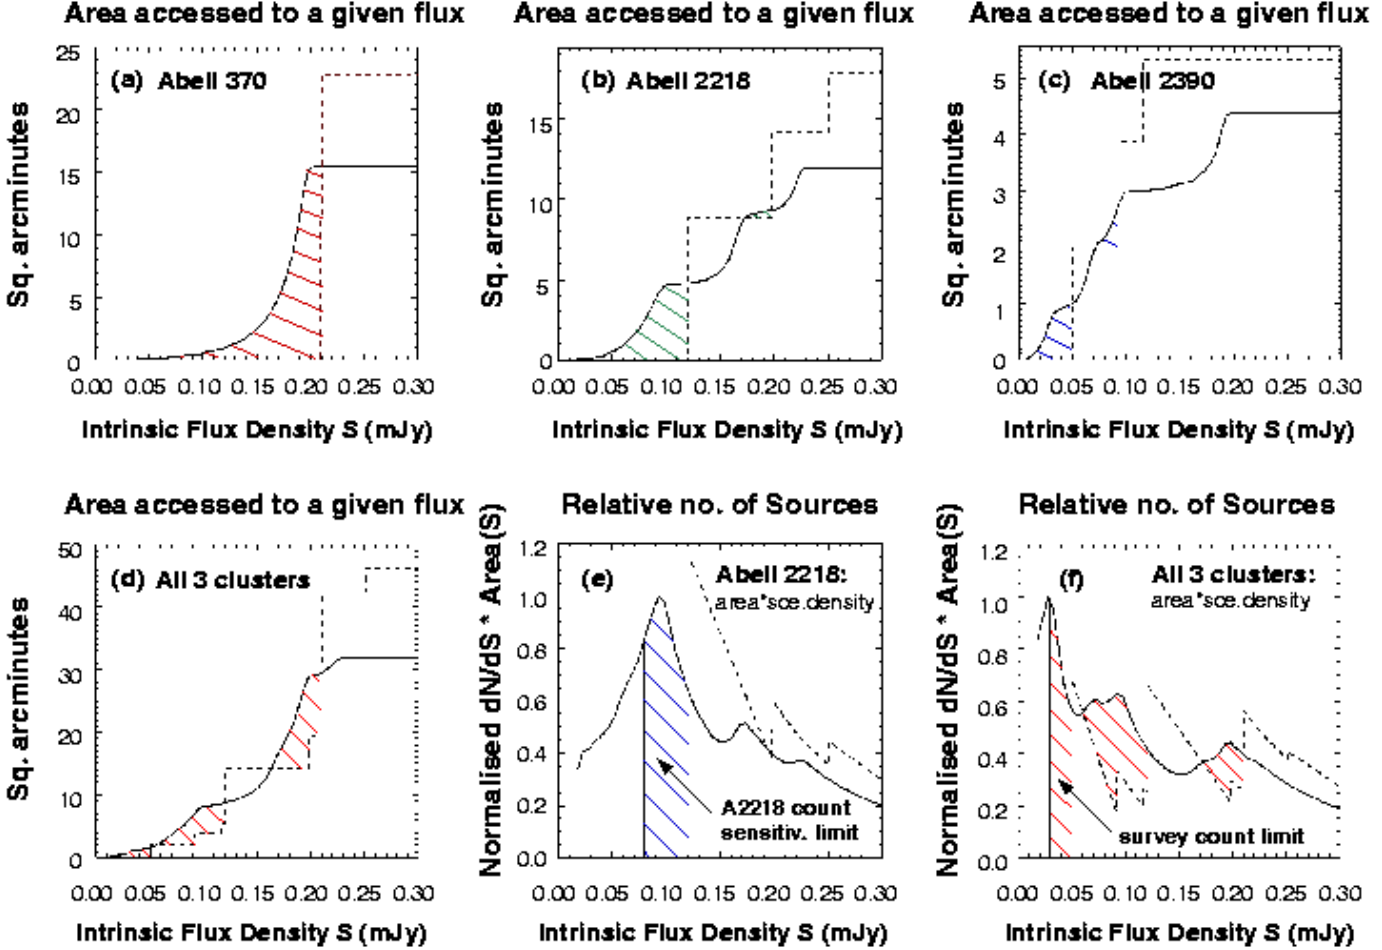 Area accessed to a given flux
Sq. arcminutes
25
20
15
10
5
0
(a) Abell 370
0.00 0.05 0.10 0.15 0.20 0.25 0.30
Intrinsic Flux Density S (mJy)
Area accessed to a given flux
Sq. arcminutes
15
10
5
0
(b) Abell 2218
0.00 0.05 0.10 0.15 0.20 0.25 0.30
Intrinsic Flux Density S (mJy)
Area accessed to a given flux
Sq. arcminutes
5
4
3
2
1
0
(c) Abell 2390
0.00 0.05 0.10 0.15 0.20 0.25 0.30
Intrinsic Flux Density S (mJy)
Area accessed to a given flux
Sq. arcminutes
50
40
30
20
10
0
(d) All 3 clusters
0.00 0.05 0.10 0.15 0.20 0.25 0.30
Intrinsic Flux Density S (mJy)
Relative no. of Sources
Normalised dN/dS * Area(S)
1.2
1.0
0.8
0.6
0.4
0.2
0.0
(e) Abell 2218:
area*sce.density
A2218 count
sensitiv. limit
0.00 0.05 0.10 0.15 0.20 0.25 0.30
Intrinsic Flux Density S (mJy)
Relative no. of Sources
Normalised dN/dS * Area(S)
1.2
1.0
0.8
0.6
0.4
0.2
0.0
(f) All 3 clusters:
area*sce.density
survey count limit
0.00 0.05 0.10 0.15 0.20 0.25 0.30
Intrinsic Flux Density S (mJy)